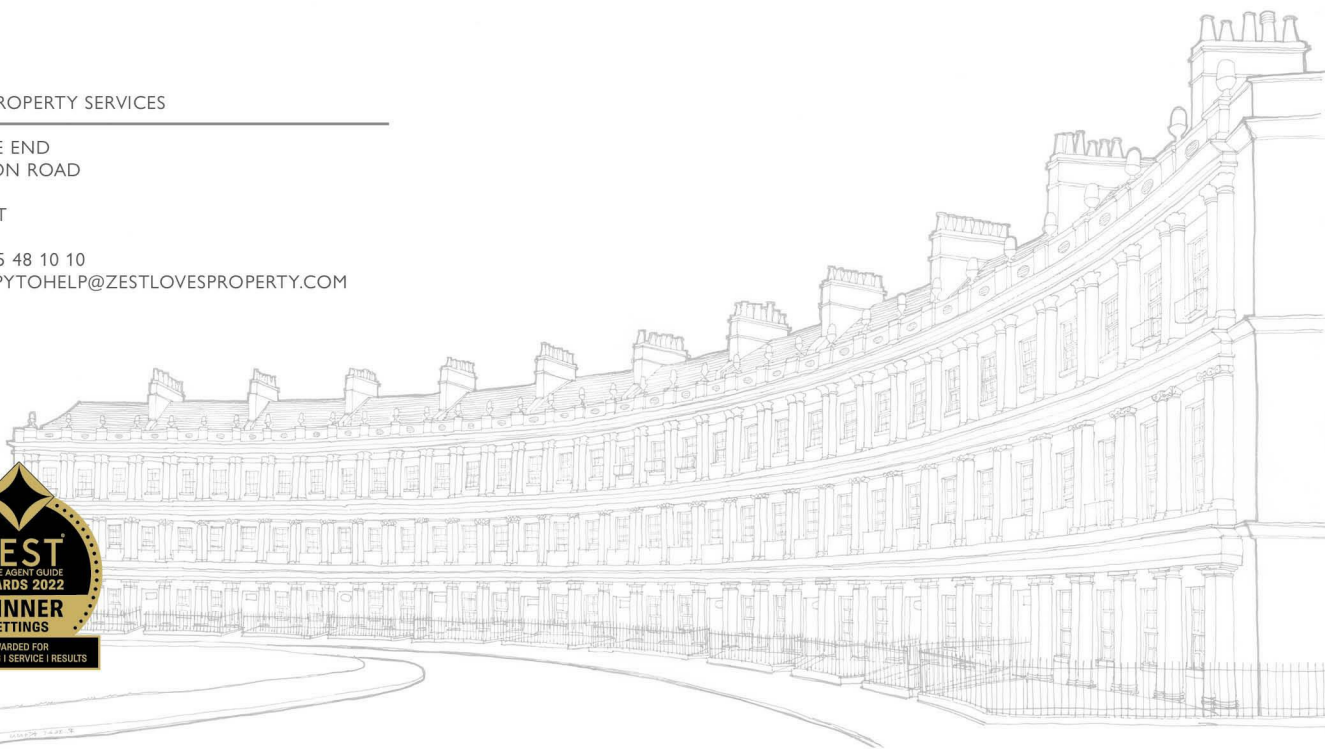 ROPERTY SERVICES
E END
ON ROAD
T
5 48 10 10
PYTOHELP@ZESTLOVESPROPERTY.COM
EST
E AGENT GUIDE
ARDS 2022
INNER
ETTINGS
WARDED FOR
I SERVICE I RESULTS